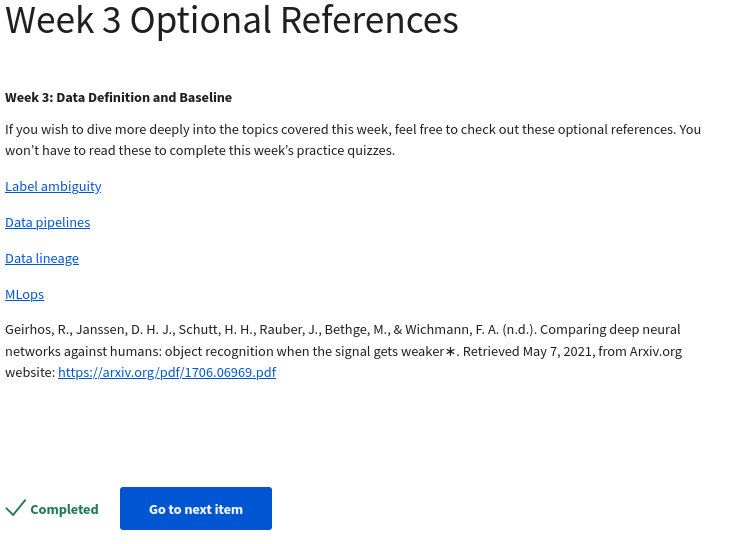 Week 3 Optional References
Week 3: Data Definition and Baseline
If you wish to dive more deeply into the topics covered this week, feel free to check out these optional references. You
won’t have to read these to complete this week’s practice quizzes.
Label ambiguity
Data pipelines
Data lineage
MLops
Geirhos, R., Janssen, D. H. J., Schutt, H. H., Rauber, J., Bethge, M., & Wichmann, F. A. (n.d.). Comparing deep neural
networks against humans: object recognition when the signal gets weaker∗. Retrieved May 7, 2021, from Arxiv.org
website: https://arxiv.org/pdf/1706.06969.pdf
Completed
Go to next item